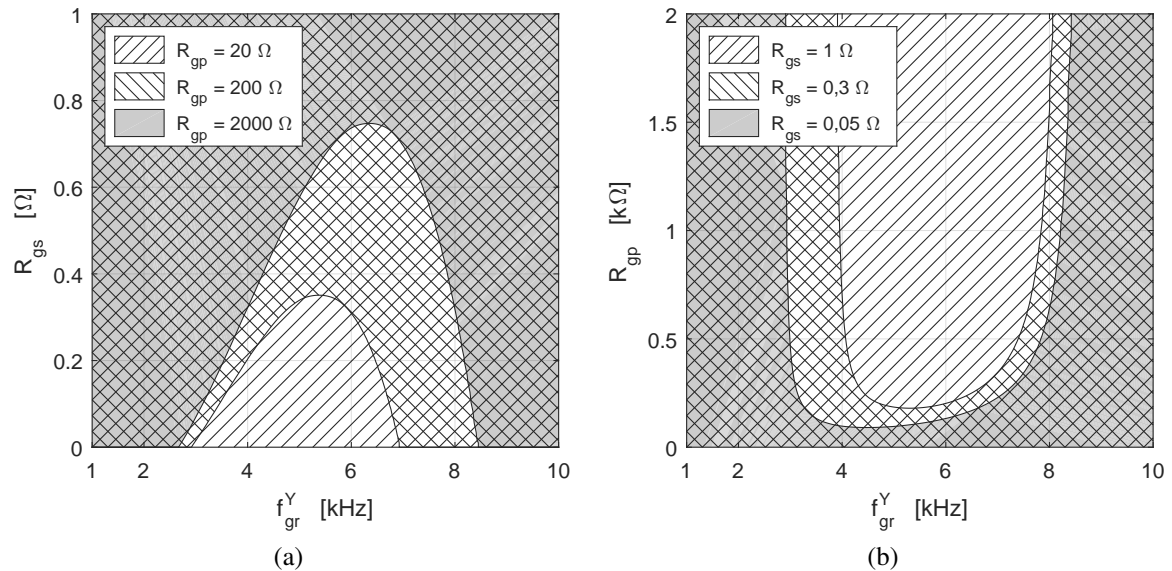 1
0.8
0.6
0.4
0.2
0
R_gs [Ω]
R_gp = 20 Ω
R_gp = 200 Ω
R_gp = 2000 Ω
1 2 4 6 8 10
f_gr^Y [kHz]
(a)
2
1.5
1
0.5
0
R_gp [kΩ]
R_gs = 1 Ω
R_gs = 0,3 Ω
R_gs = 0,05 Ω
1 2 4 6 8 10
f_gr^Y [kHz]
(b)